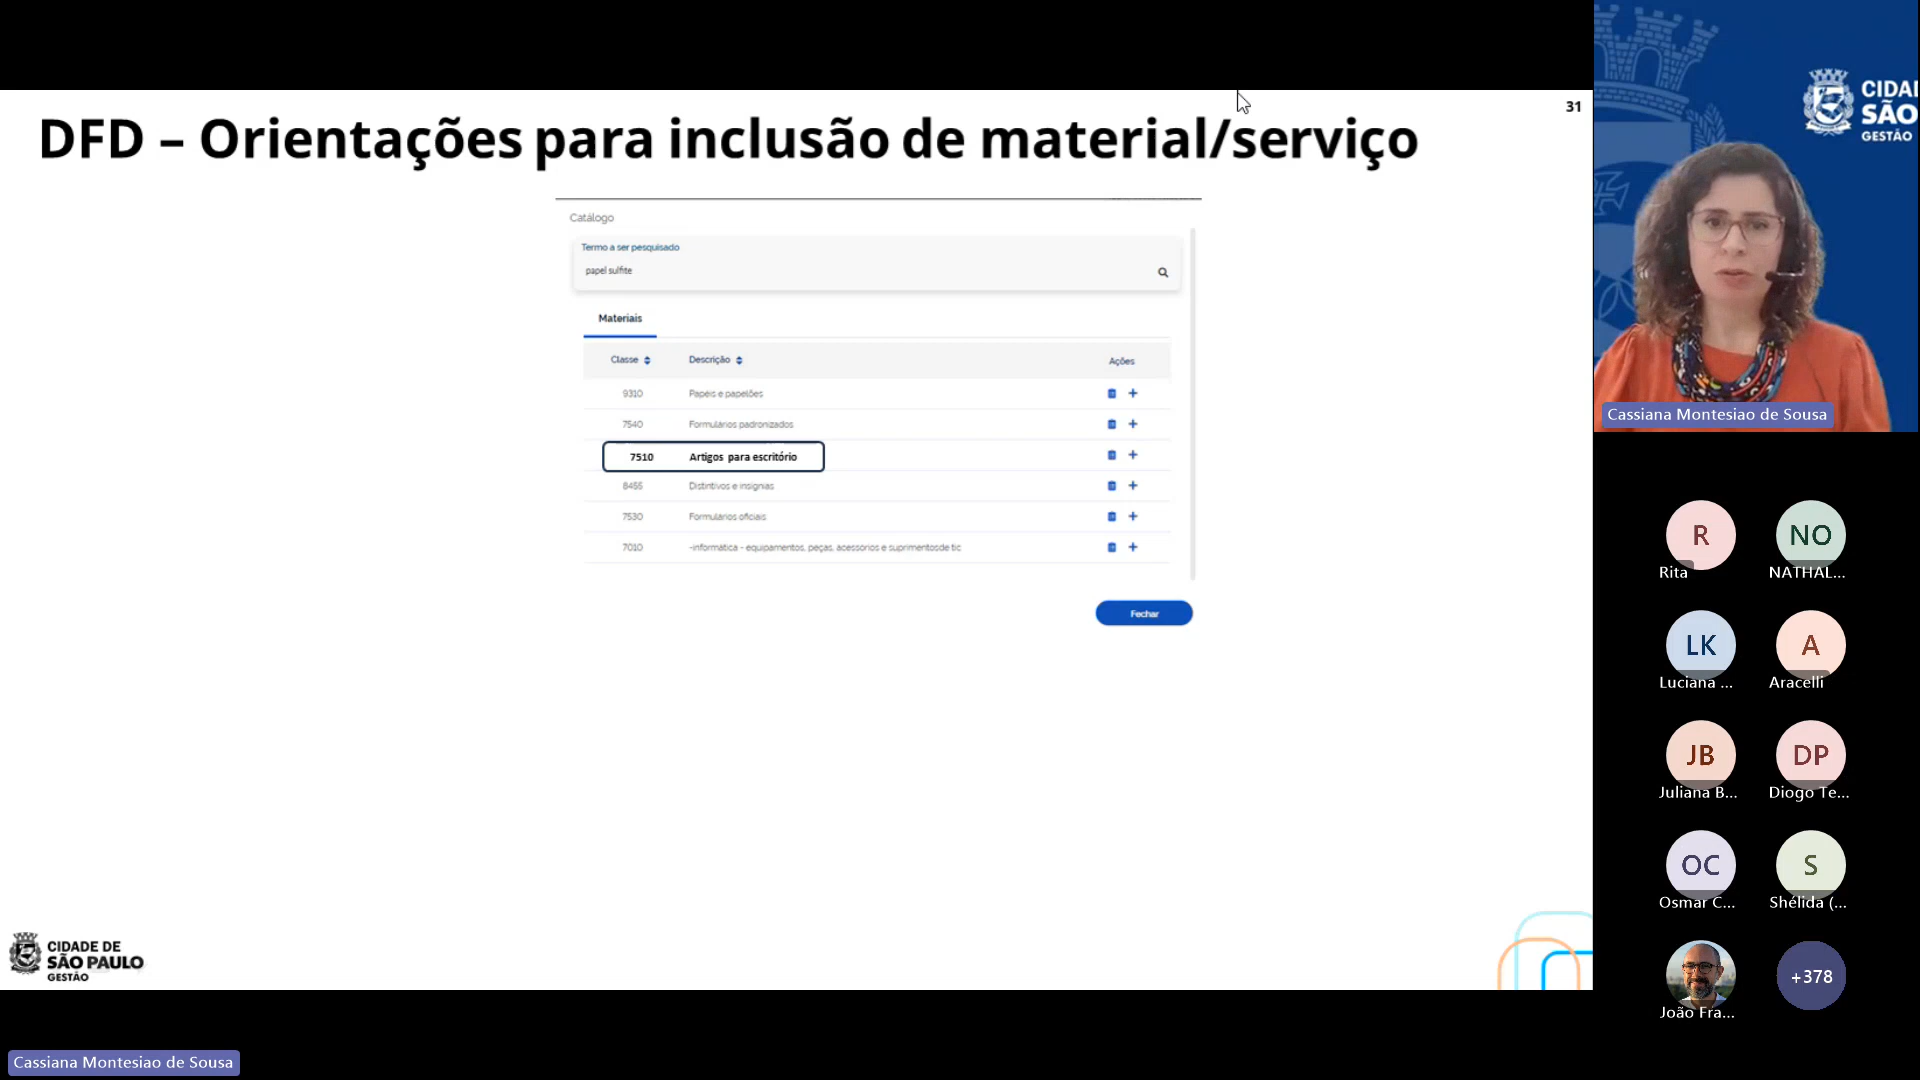 DFD – Orientações para inclusão de material/serviço
31
Catálogo
Termo a ser pesquisado
papel sulfite
Materiais
Classe Descrição Ações
9310 Papéis e papelões
7540 Formulários padronizados
7510 Artigos para escritório
8455 Distintivos e insígnias
7530 Formulários oficiais
7010 -informática - equipamentos, peças, acessorios e suprimentosde tic
Fechar
CIDADE DE
SÃO PAULO
GESTÃO
Cassiana Montesiao de Sousa
CIDAI
SÃO
GESTÃO
Cassiana Montesiao de Sousa
R
Rita
NO
NATHAL...
LK
Luciana ...
A
Aracelli
JB
Juliana B...
DP
Diogo Te...
OC
Osmar C...
S
Shélida (...
João Fra...
+378